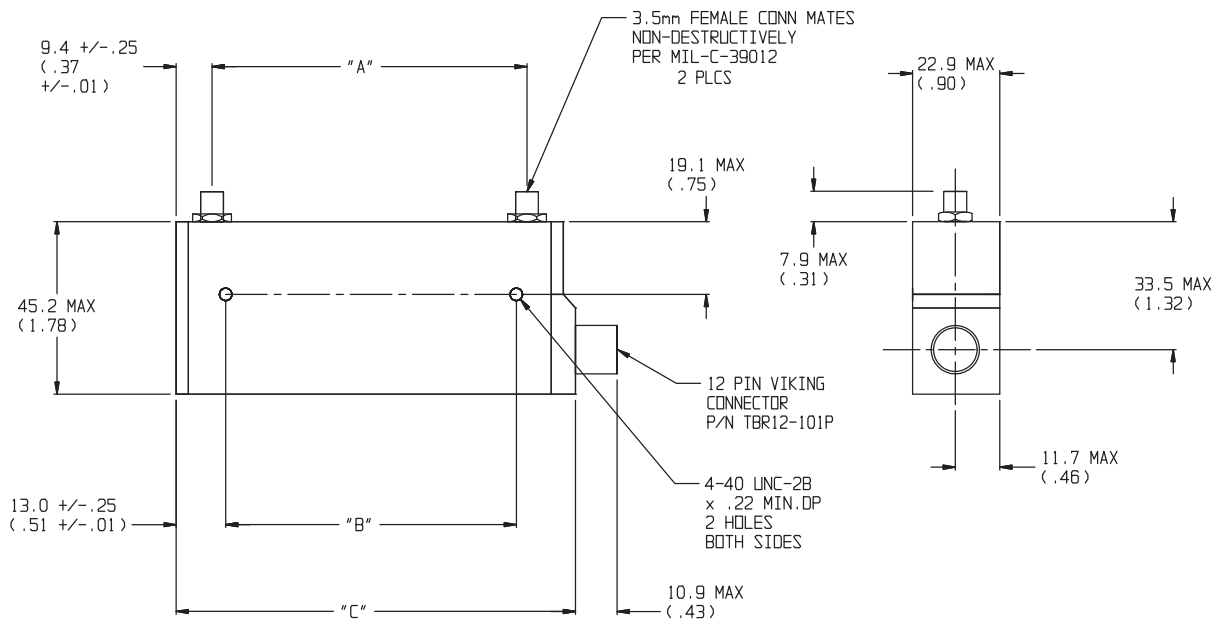 3.5mm FEMALE CONN MATES
NON-DESTRUCTIVELY
PER MIL-C-39012
2 PLCS
9.4 +/-.25
(.37
+/-.01)
"A"
22.9 MAX
(.90)
19.1 MAX
(.75)
7.9 MAX
(.31)
33.5 MAX
(1.32)
45.2 MAX
(1.78)
12 PIN VIKING
CONNECTOR
P/N TBR12-101P
11.7 MAX
(.46)
4-40 UNC-2B
x .22 MIN.DP
2 HOLES
BOTH SIDES
13.0 +/-.25
(.51 +/-.01)
"B"
10.9 MAX
(.43)
"C"